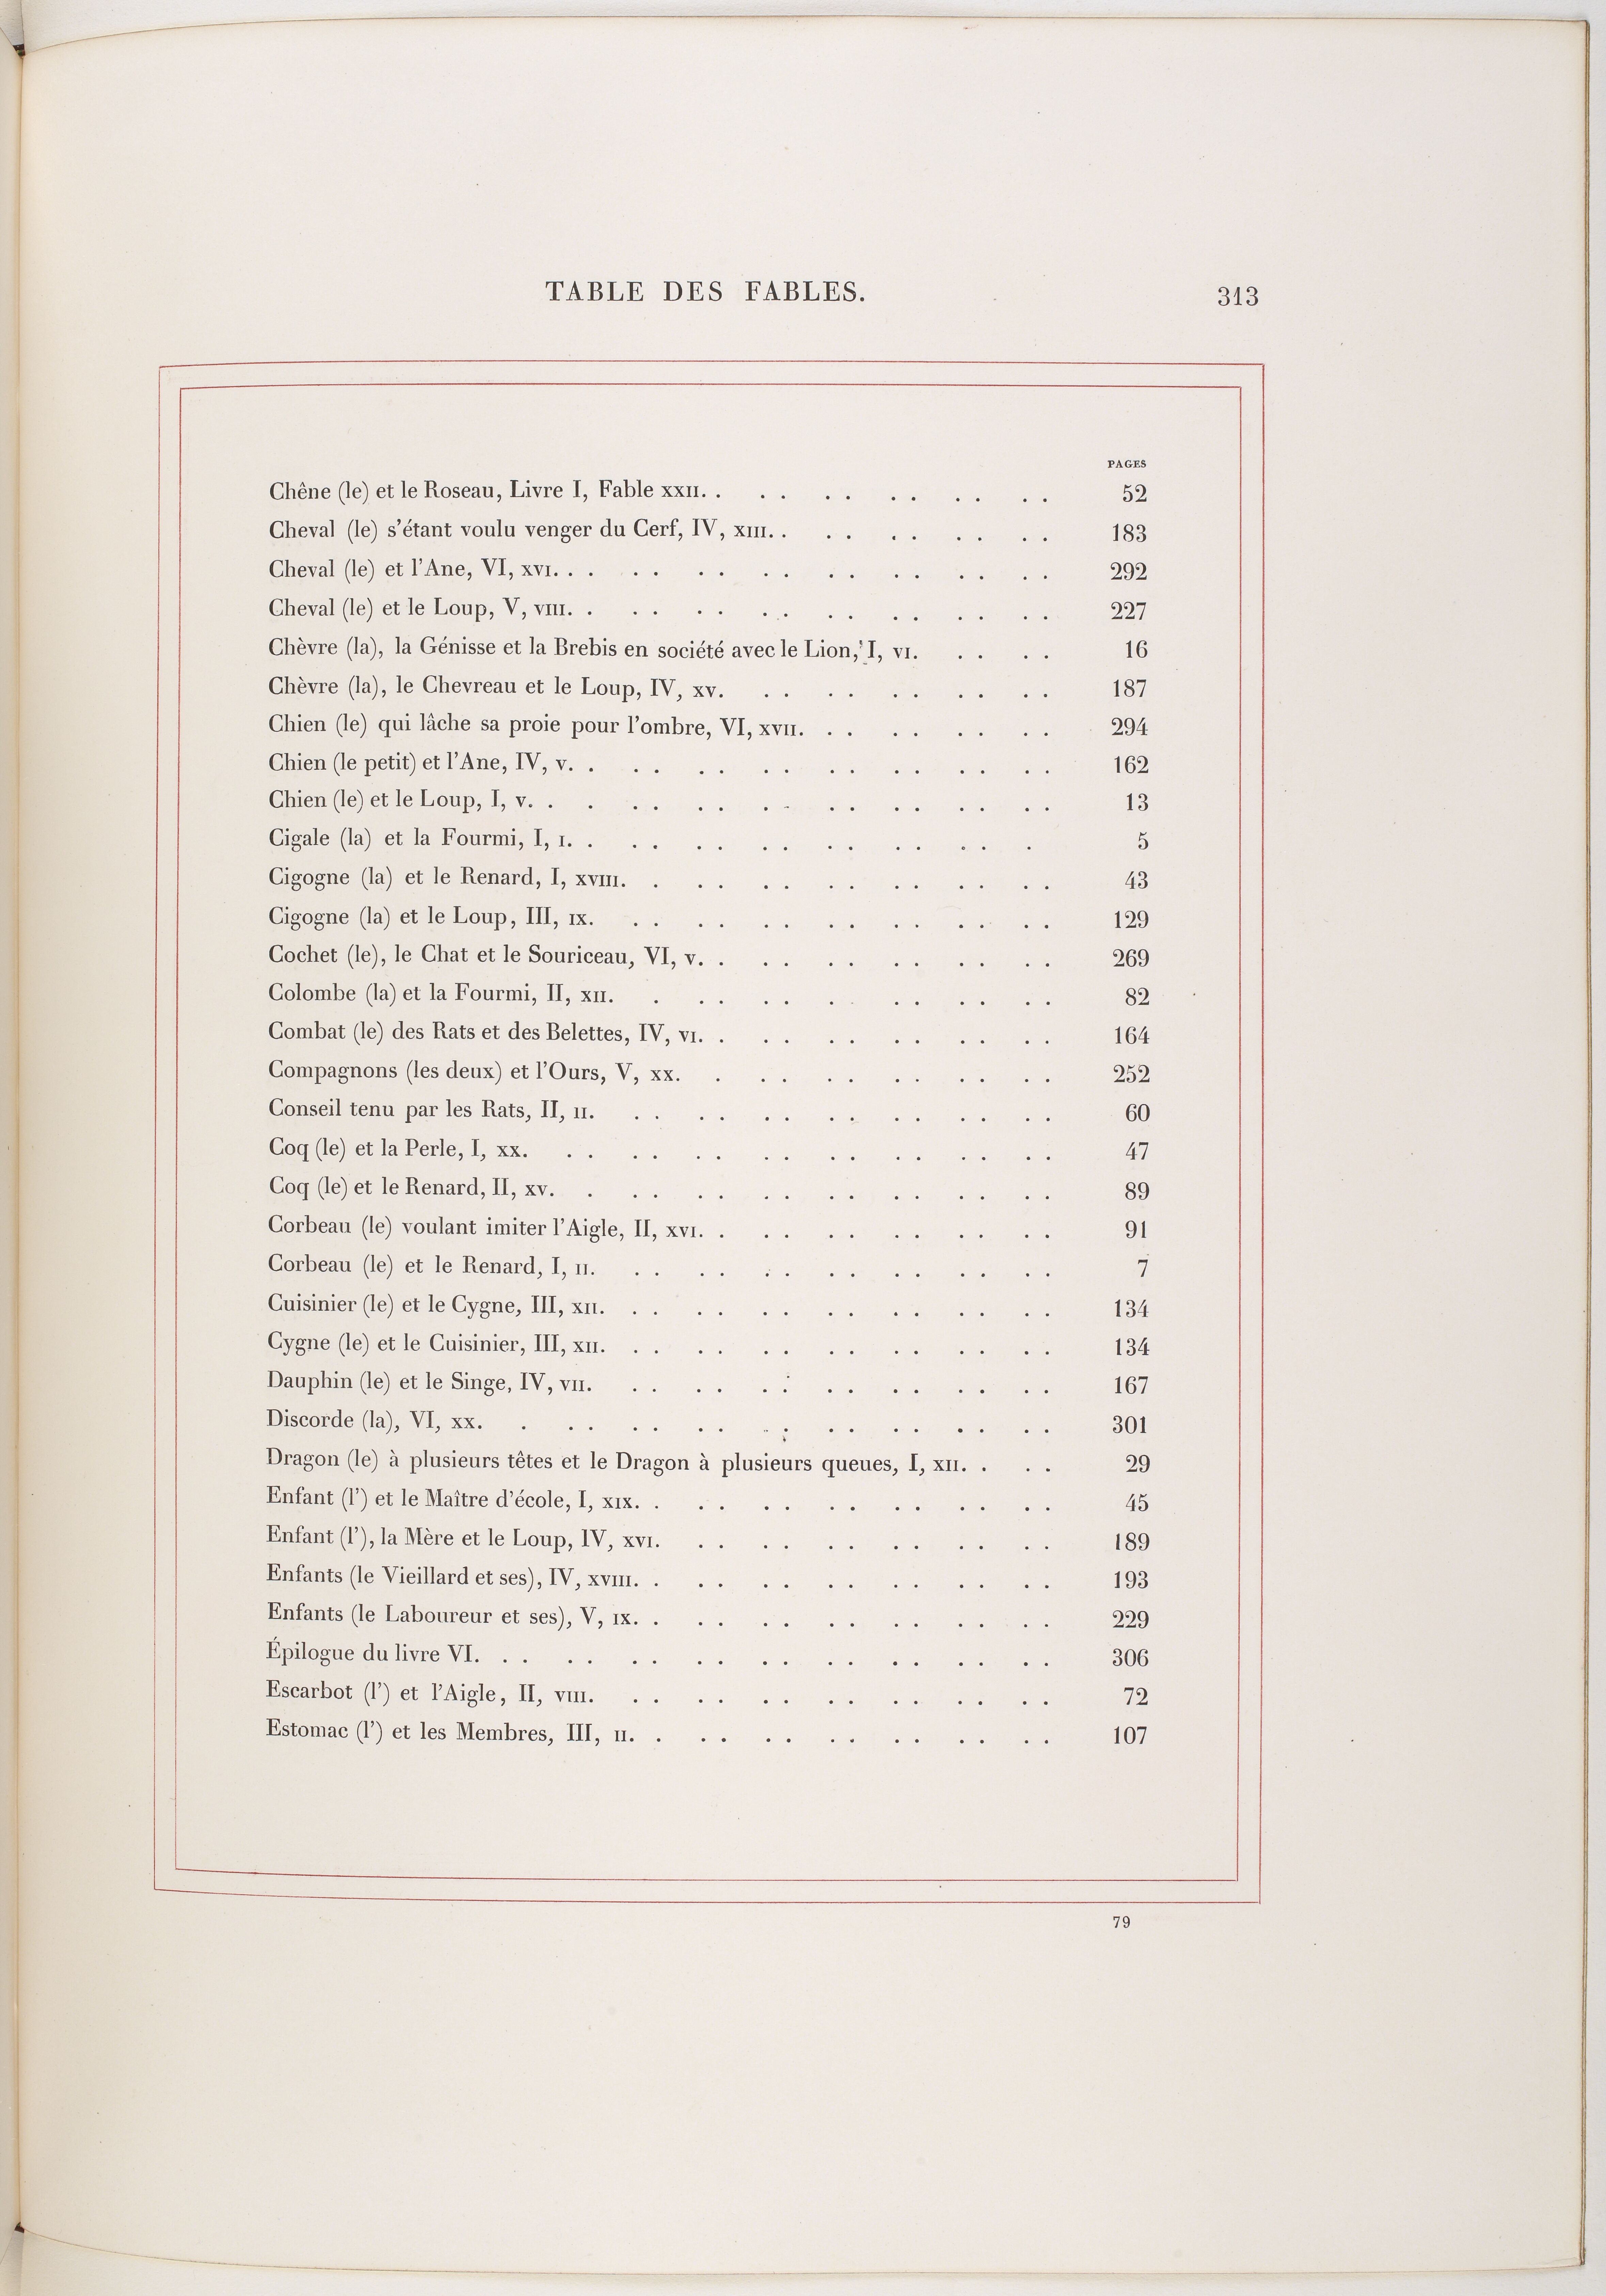 TABLE DES FABLES. 313
PAGES
Chêne (le) et le Roseau, Livre I, Fable XXII. . . . . . . . . . . . . 52
Cheval (le) s'étant voulu venger du Cerf, IV, XIII. . . . . . . . . . 183
Cheval (le) et l'Ane, VI, XVI. . . . . . . . . . . . . . . . . . . 292
Cheval (le) et le Loup, V, VIII. . . . . . . . . . . . . . . . . . 227
Chèvre (la), la Génisse et la Brebis en société avec le Lion, I, VI. . . . . 16
Chèvre (la), le Chevreau et le Loup, IV, XV. . . . . . . . . . . 187
Chien (le) qui lâche sa proie pour l'ombre, VI, XVII. . . . . . . . . 294
Chien (le petit) et l'Ane, IV, V. . . . . . . . . . . . . . . . . . 162
Chien (le) et le Loup, I, V. . . . . . . . . . . . . . . . . . . 13
Cigale (la) et la Fourmi, I, I. . . . . . . . . . . . . . . . . 5
Cigogne (la) et le Renard, I, XVIII. . . . . . . . . . . . . . . . 43
Cigogne (la) et le Loup, III, IX. . . . . . . . . . . . . . . . . 129
Cochet (le), le Chat et le Souriceau, VI, V. . . . . . . . . . . . 269
Colombe (la) et la Fourmi, II, XII. . . . . . . . . . . . . . . 82
Combat (le) des Rats et des Belettes, IV, VI. . . . . . . . . . . . 164
Compagnons (les deux) et l'Ours, V, XX. . . . . . . . . . . . . 252
Conseil tenu par les Rats, II, II. . . . . . . . . . . . . . . . . 60
Coq (le) et la Perle, I, XX. . . . . . . . . . . . . . . . . . . 47
Coq (le) et le Renard, II, XV. . . . . . . . . . . . . . . . . . 89
Corbeau (le) voulant imiter l'Aigle, II, XVI. . . . . . . . . . . . 91
Corbeau (le) et le Renard, I, II. . . . . . . . . . . . . . . . . 7
Cuisinier (le) et le Cygne, III, XII. . . . . . . . . . . . . . . . 134
Cygne (le) et le Cuisinier, III, XII. . . . . . . . . . . . . . . . 134
Dauphin (le) et le Singe, IV, VII. . . . . . . . . . . . . . . . . 167
Discorde (la), VI, XX. . . . . . . . . . . . . . . . . . . . 301
Dragon (le) à plusieurs têtes et le Dragon à plusieurs queues, I, XII. . . . 29
Enfant (l') et le Maître d'école, I, XIX. . . . . . . . . . . . . . 45
Enfant (l'), la Mère et le Loup, IV, XVI. . . . . . . . . . . . . 189
Enfants (le Vieillard et ses), IV, XVIII. . . . . . . . . . . . . . 193
Enfants (le Laboureur et ses), V, IX. . . . . . . . . . . . . . . 229
Épilogue du livre VI. . . . . . . . . . . . . . . . . . . . . 306
Escarbot (l') et l'Aigle, II, VIII. . . . . . . . . . . . . . . . . 72
Estomac (l') et les Membres, III, II. . . . . . . . . . . . . . . 107
79